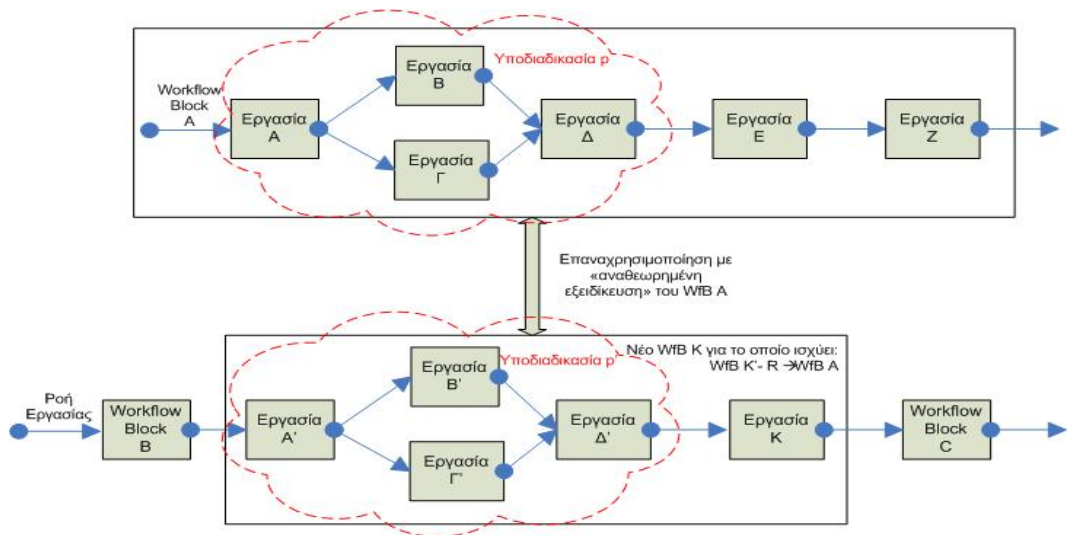 Υποδιαδικασία p
Εργασία
Β
Workflow
Block
A
Εργασία
Α
Εργασία
Γ
Εργασία
Δ
Εργασία
Ε
Εργασία
Ζ
Επαναχρησιμοποίηση με
«αναθεωρημένη
εξειδίκευση» του WfB A
Νέο WfB K για το οποίο ισχύει:
WfB K'- R →WfB A
Υποδιαδικασία p'
Εργασία
Β'
Ροή
Εργασίας
Workflow
Block
B
Εργασία
Α'
Εργασία
Γ'
Εργασία
Δ'
Εργασία
Κ
Workflow
Block
C